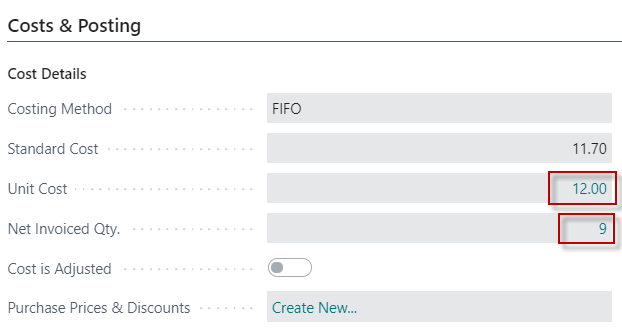 Costs & Posting
Cost Details
Costing Method FIFO
Standard Cost 11.70
Unit Cost 12.00
Net Invoiced Qty. 9
Cost is Adjusted
Purchase Prices & Discounts Create New...